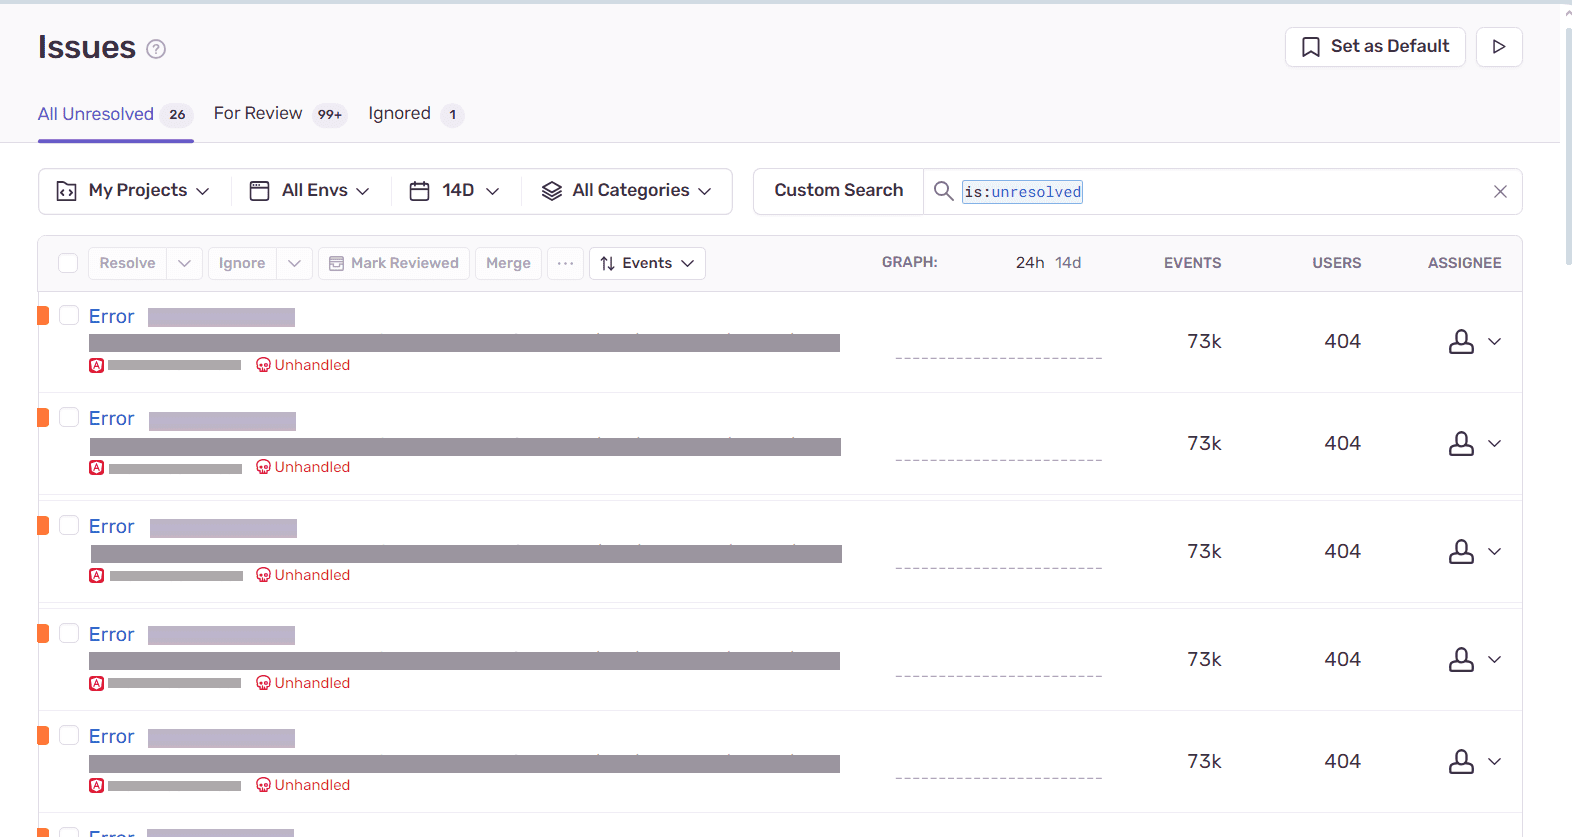 Issues ?
Set as Default
All Unresolved 26 For Review 99+ Ignored 1
My Projects All Envs 14D All Categories Custom Search is:unresolved
Resolve Ignore Mark Reviewed Merge ... Events GRAPH: 24h 14d EVENTS USERS ASSIGNEE
Error
73k 404
A Unhandled
Error
73k 404
A Unhandled
Error
73k 404
A Unhandled
Error
73k 404
A Unhandled
Error
73k 404
A Unhandled
Error